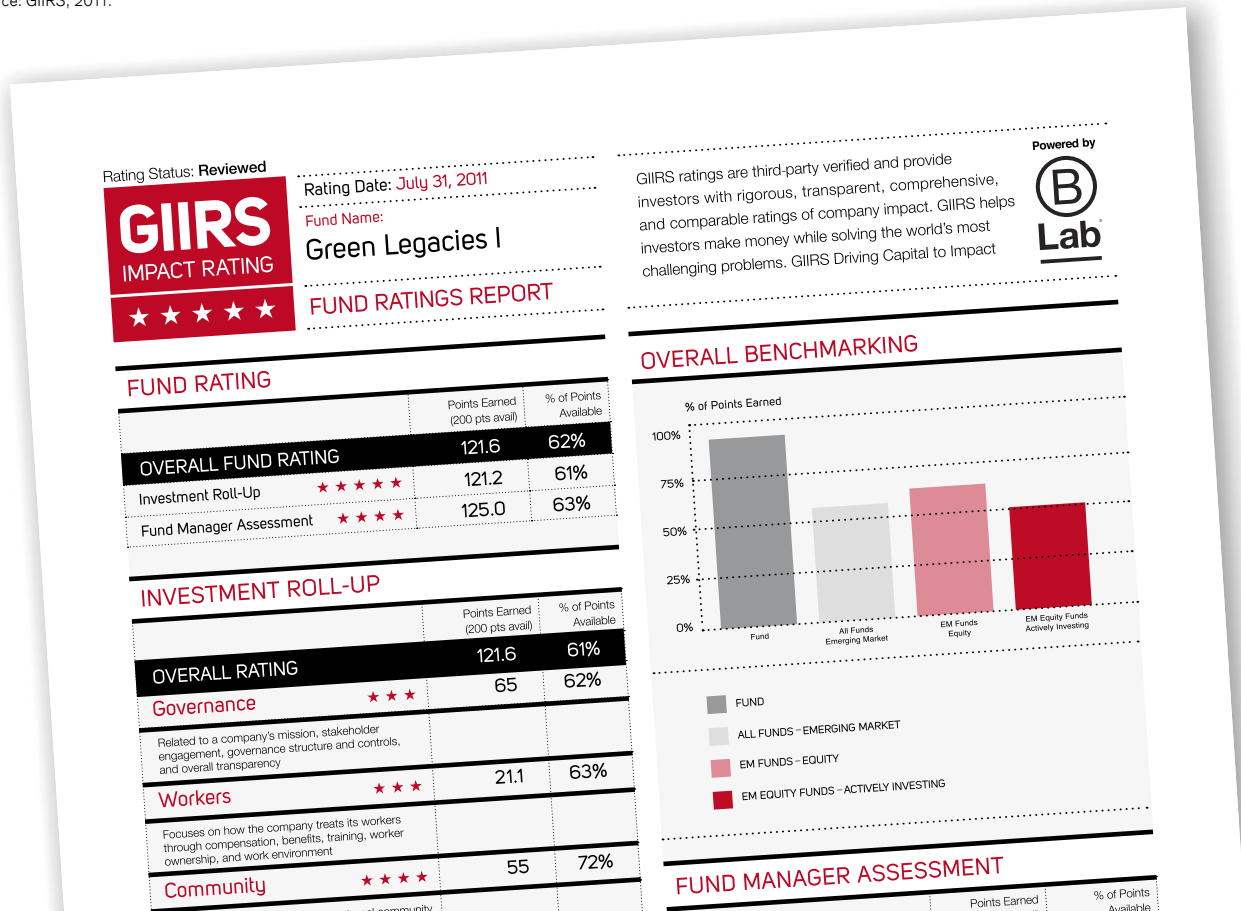 ce: GIIRS, 2011.
Rating Status: Reviewed
GIIRS
IMPACT RATING
Rating Date: July 31, 2011
Fund Name:
Green Legacies I
FUND RATINGS REPORT
GIIRS ratings are third-party verified and provide
investors with rigorous, transparent, comprehensive,
and comparable ratings of company impact. GIIRS helps
investors make money while solving the world's most
challenging problems. GIIRS Driving Capital to Impact
Powered by
B
Lab
FUND RATING
Points Earned
(200 pts avail)
% of Points
Available
OVERALL FUND RATING 121.6 62%
Investment Roll-Up ★ ★ ★ ★ ★ 121.2 61%
Fund Manager Assessment ★ ★ ★ ★ 125.0 63%
INVESTMENT ROLL-UP
Points Earned
(200 pts avail)
% of Points
Available
OVERALL RATING 121.6 61%
Governance ★ ★ ★ 65 62%
Related to a company's mission, stakeholder
engagement, governance structure and controls,
and overall transparency
Workers ★ ★ ★ 21.1 63%
Focuses on how the company treats its workers
through compensation, benefits, training, worker
ownership, and work environment
Community ★ ★ ★ ★ 55 72%
community
OVERALL BENCHMARKING
% of Points Earned
100%
75%
50%
25%
0%
Fund
All Funds
Emerging Market
EM Funds
Equity
EM Equity Funds
Actively Investing
FUND
ALL FUNDS – EMERGING MARKET
EM FUNDS – EQUITY
EM EQUITY FUNDS – ACTIVELY INVESTING
FUND MANAGER ASSESSMENT
Points Earned
% of Points
Available